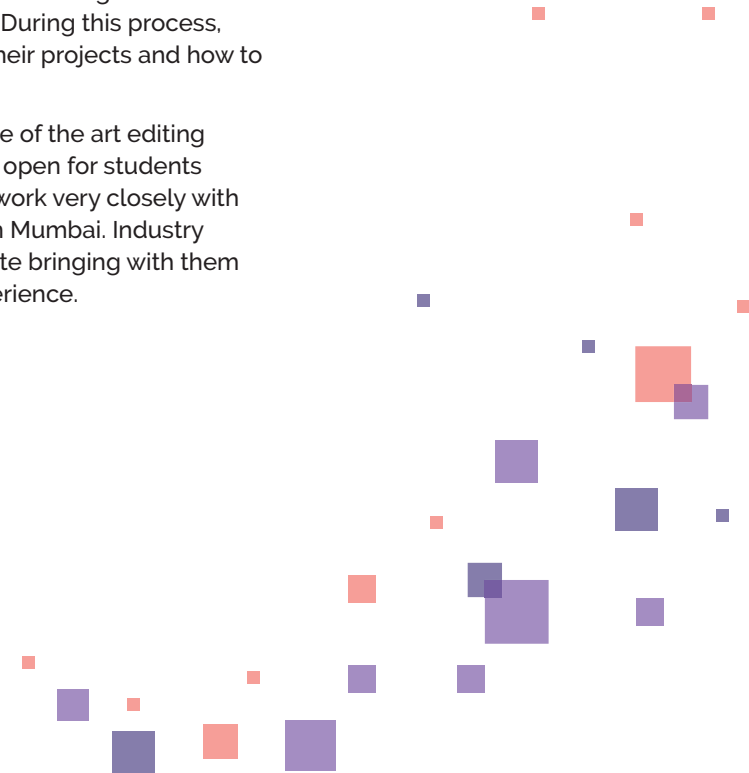 During this process,
heir projects and how to
e of the art editing
open for students
work very closely with
n Mumbai. Industry
te bringing with them
erience.